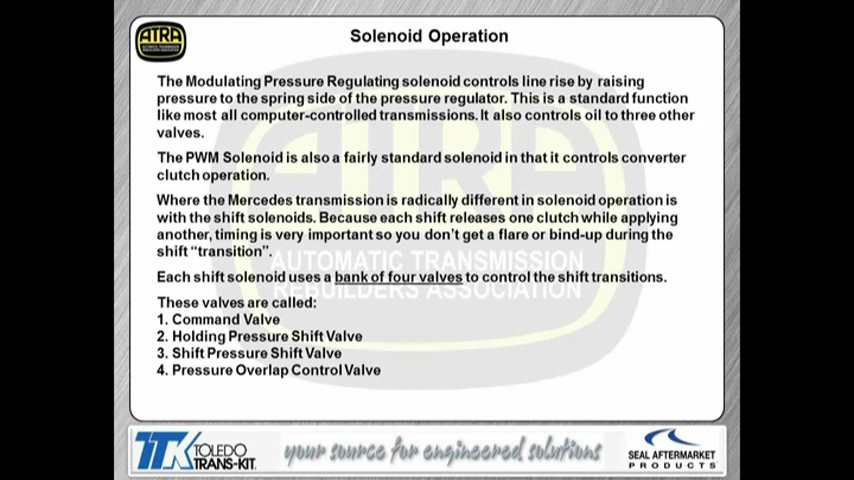 Solenoid Operation
ATRA
AUTOMATIC TRANSMISSION
REBUILDERS ASSOCIATION
The Modulating Pressure Regulating solenoid controls line rise by raising
pressure to the spring side of the pressure regulator. This is a standard function
like most all computer-controlled transmissions. It also controls oil to three other
valves.
The PWM Solenoid is also a fairly standard solenoid in that it controls converter
clutch operation.
Where the Mercedes transmission is radically different in solenoid operation is
with the shift solenoids. Because each shift releases one clutch while applying
another, timing is very important so you don't get a flare or bind-up during the
shift “transition”.
Each shift solenoid uses a bank of four valves to control the shift transitions.
These valves are called:
1. Command Valve
2. Holding Pressure Shift Valve
3. Shift Pressure Shift Valve
4. Pressure Overlap Control Valve
ATRA
AUTOMATIC TRANSMISSION
REBUILDERS ASSOCIATION
TTK TOLEDO
TRANS-KIT
your source for engineered solutions
SEAL AFTERMARKET
PRODUCTS